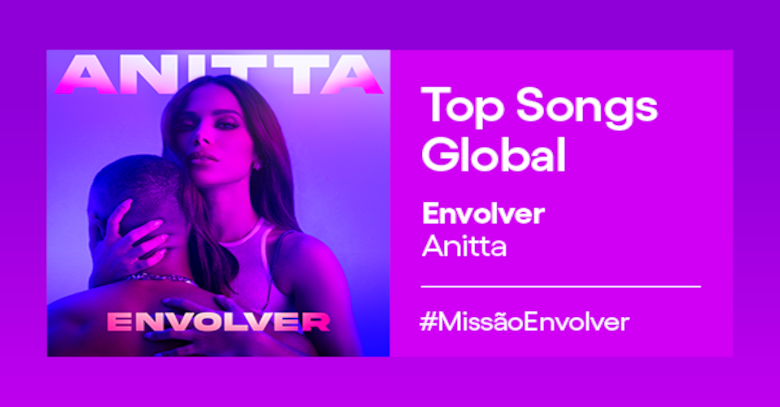 ANITTA
ENVOLVER
Top Songs
Global
Envolver
Anitta
#MissãoEnvolver